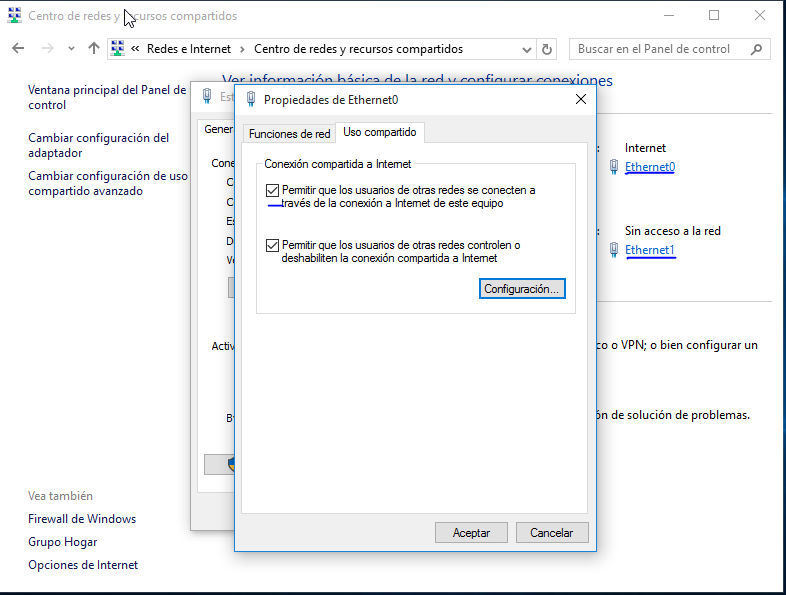 Centro de redes y recursos compartidos
« Redes e Internet > Centro de redes y recursos compartidos
Buscar en el Panel de control
Ventana principal del Panel de
control
Cambiar configuración del
adaptador
Cambiar configuración de uso
compartido avanzado
Vea también
Firewall de Windows
Grupo Hogar
Opciones de Internet
Ver información básica de la red y configurar conexiones
Est
Gener
Cone
Activ
Propiedades de Ethernet0
Funciones de red
Uso compartido
Conexión compartida a Internet
Permitir que los usuarios de otras redes se conecten a
través de la conexión a Internet de este equipo
Permitir que los usuarios de otras redes controlen o
deshabiliten la conexión compartida a Internet
Configuración...
Aceptar
Cancelar
Internet
Ethernet0
Sin acceso a la red
Ethernet1
co o VPN; o bien configurar un
ón de solución de problemas.